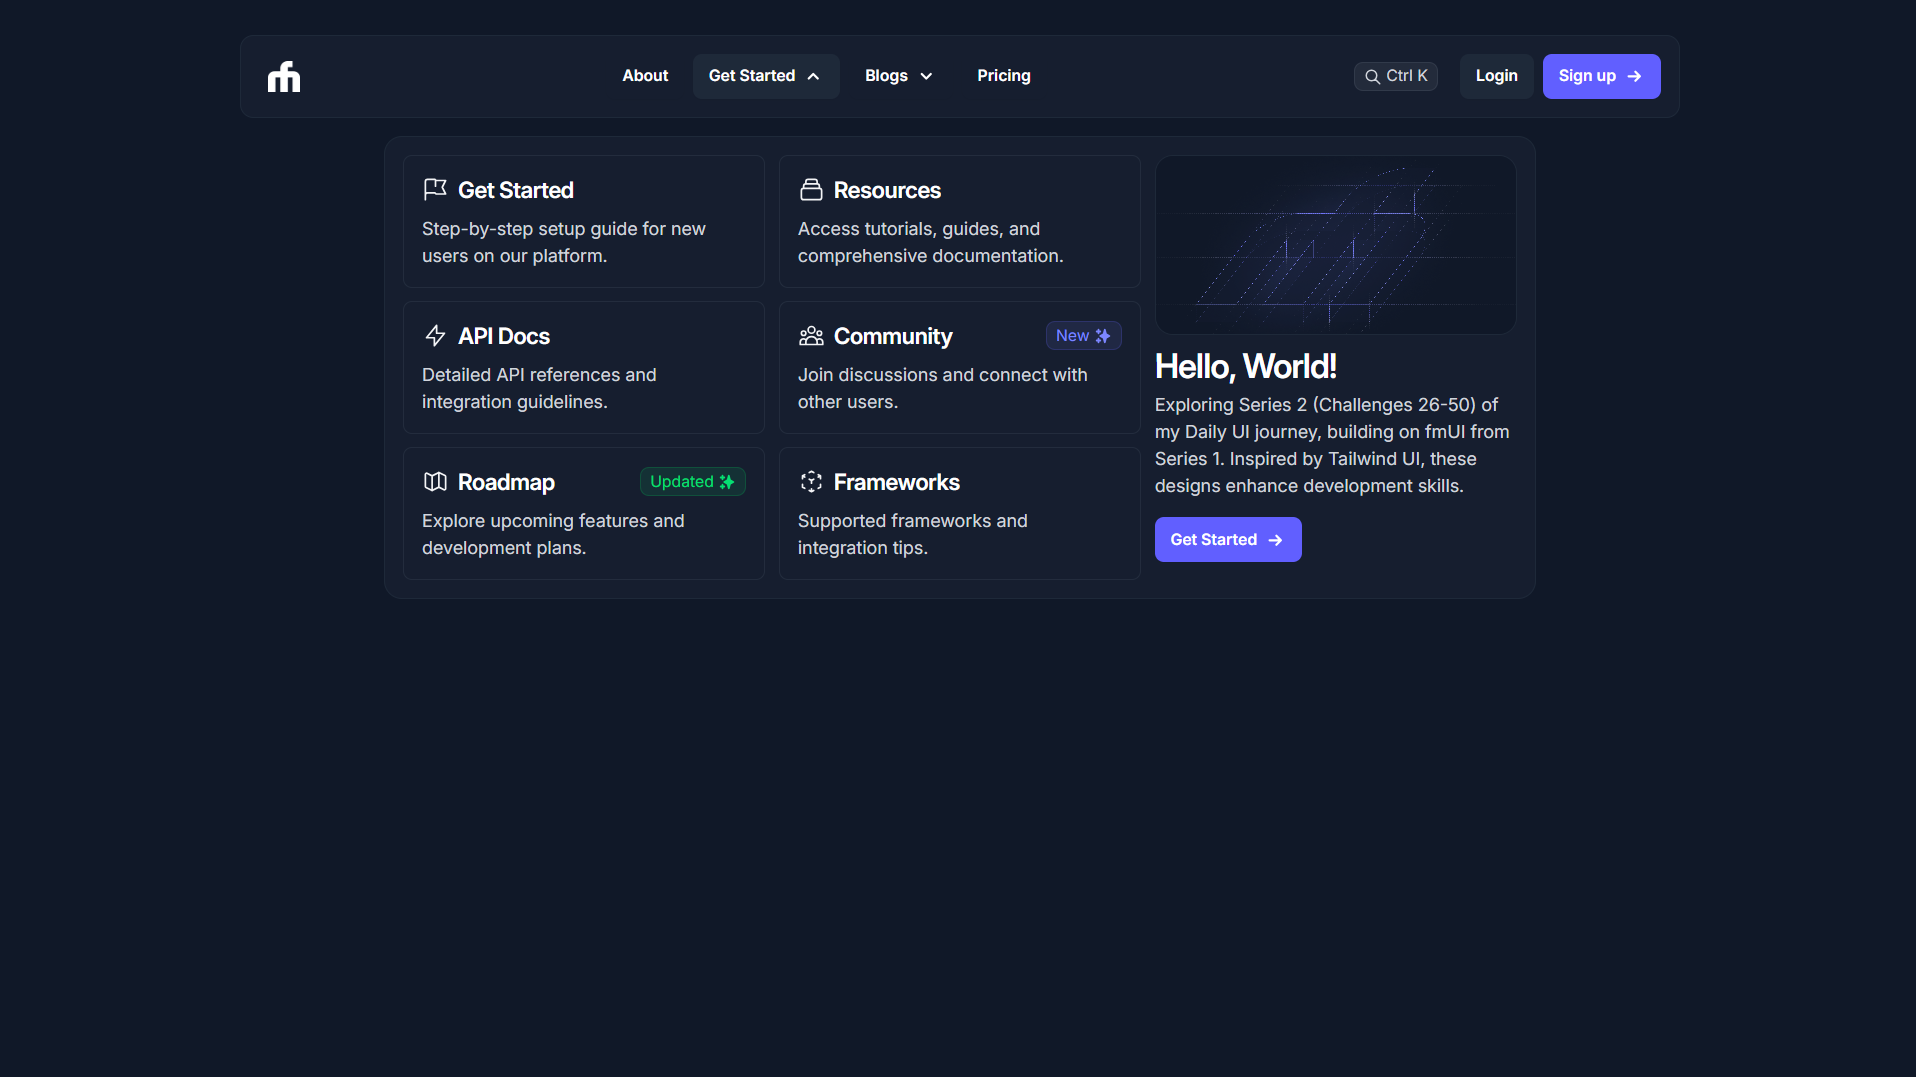 About
Get Started
Blogs
Pricing
Ctrl K
Login
Sign up
Get Started
Step-by-step setup guide for new
users on our platform.
Resources
Access tutorials, guides, and
comprehensive documentation.
API Docs
Detailed API references and
integration guidelines.
Community
New
Join discussions and connect with
other users.
Roadmap
Updated
Explore upcoming features and
development plans.
Frameworks
Supported frameworks and
integration tips.
Hello, World!
Exploring Series 2 (Challenges 26-50) of
my Daily UI journey, building on fmUI from
Series 1. Inspired by Tailwind UI, these
designs enhance development skills.
Get Started